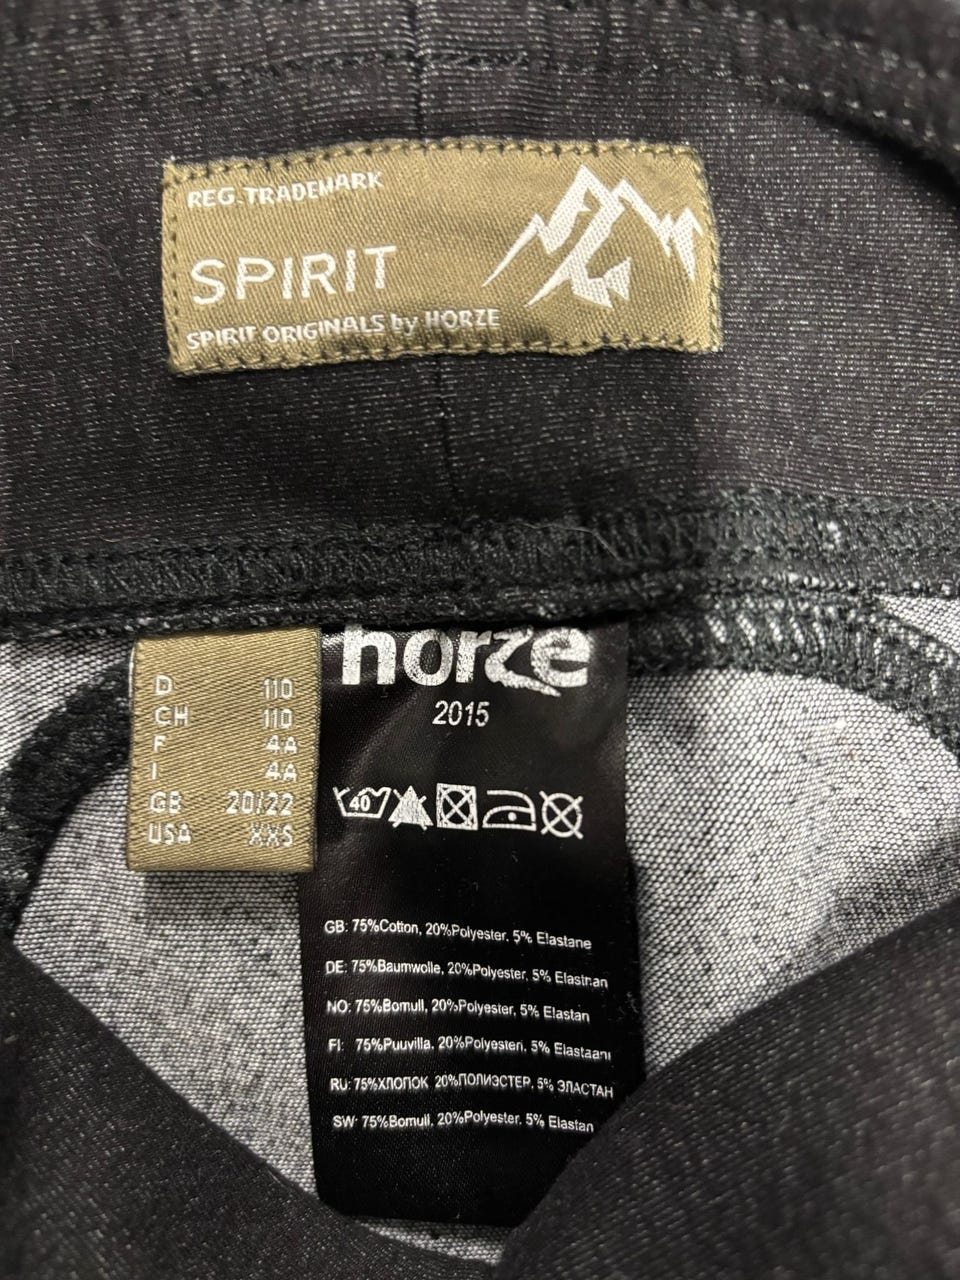 REG.TRADEMARK
SPIRIT
SPIRIT ORIGINALS by HORZE
horze
2015
D 110
CH 110
F 4A
I 4A
GB 20/22
USA XXS
40
GB: 75%Cotton, 20%Polyester, 5% Elastane
DE: 75%Baumwolle, 20%Polyester, 5% Elasthan
NO: 75%Bomull, 20%Polyester, 5% Elastan
FI: 75%Puuvilla, 20%Polyesteri, 5% Elastaani
RU: 75%ХЛОПОК 20%ПОЛИЭСТЕР, 5% ЭЛАСТАН
SW: 75%Bomull, 20%Polyester, 5% Elastan